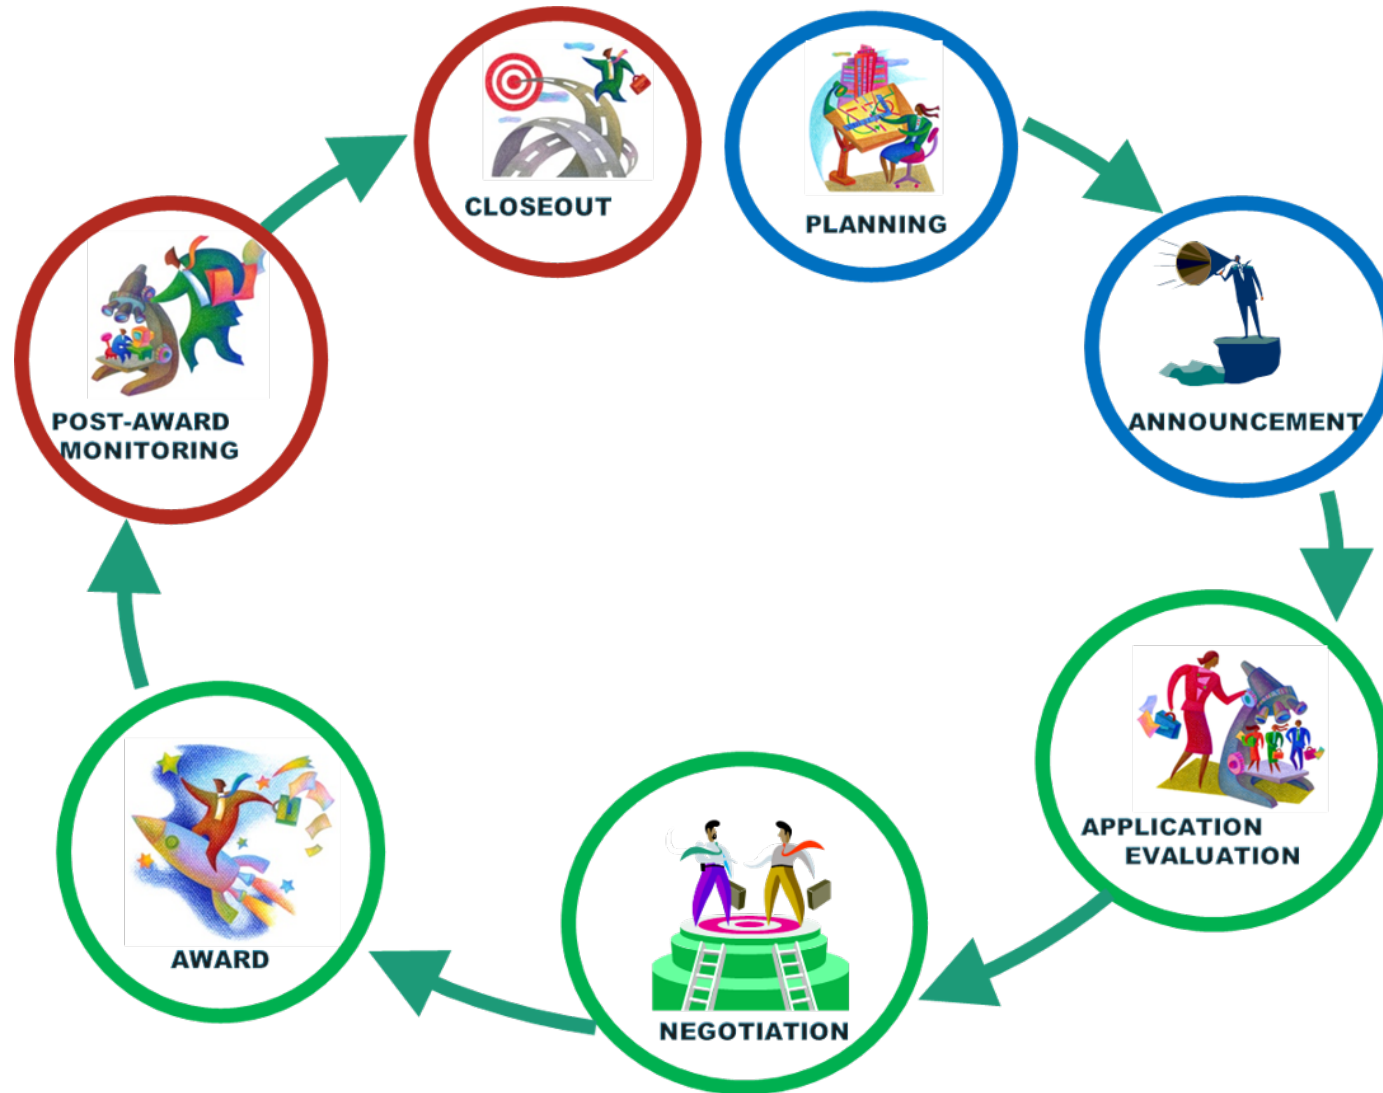 CLOSEOUT
PLANNING
ANNOUNCEMENT
APPLICATION
EVALUATION
NEGOTIATION
AWARD
POST-AWARD
MONITORING